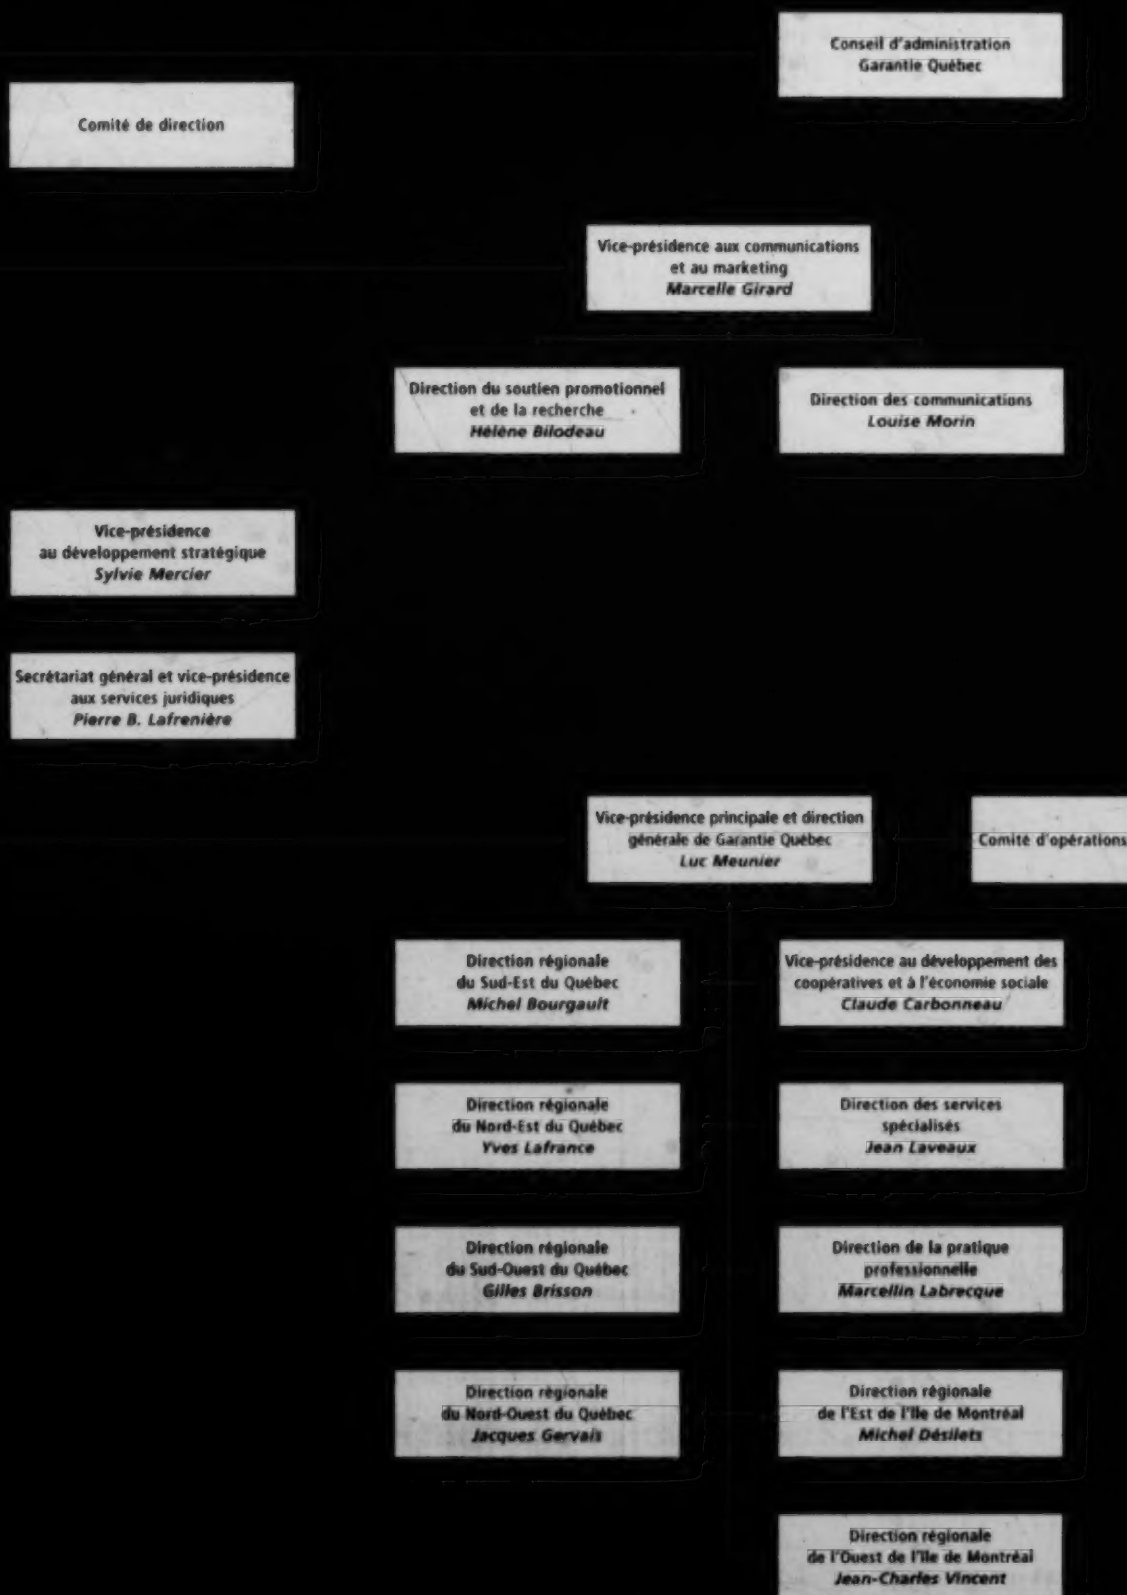 Conseil d'administration
Garantie Québec
Comité de direction
Vice-présidence aux communications
et au marketing
Marcelle Girard
Direction du soutien promotionnel
et de la recherche
Hélène Bilodeau
Direction des communications
Louise Morin
Vice-présidence
au développement stratégique
Sylvie Mercier
Secrétariat général et vice-présidence
aux services juridiques
Pierre B. Lafrenière
Vice-présidence principale et direction
générale de Garantie Québec
Luc Meunier
Comité d'opérations
Direction régionale
du Sud-Est du Québec
Michel Bourgault
Vice-présidence au développement des
coopératives et à l'économie sociale
Claude Carbonneau
Direction régionale
du Nord-Est du Québec
Yves Lafrance
Direction des services
spécialisés
Jean Laveaux
Direction régionale
du Sud-Ouest du Québec
Gilles Brisson
Direction de la pratique
professionnelle
Marcellin Labrecque
Direction régionale
du Nord-Ouest du Québec
Jacques Gervais
Direction régionale
de l'Est de l'Ile de Montréal
Michel Désilets
Direction régionale
de l'Ouest de l'Ile de Montréal
Jean-Charles Vincent